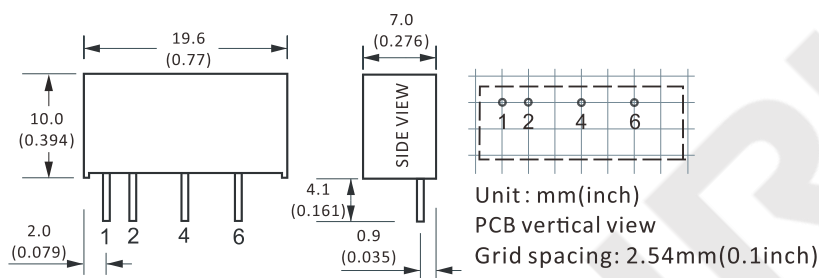 19.6
(0.77)
7.0
(0.276)
10.0
(0.394)
SIDE VIEW
4.1
(0.161)
2.0
(0.079)
0.9
(0.035)
1 2 4 6
1 2 4 6
Unit : mm(inch)
PCB vertical view
Grid spacing: 2.54mm(0.1inch)